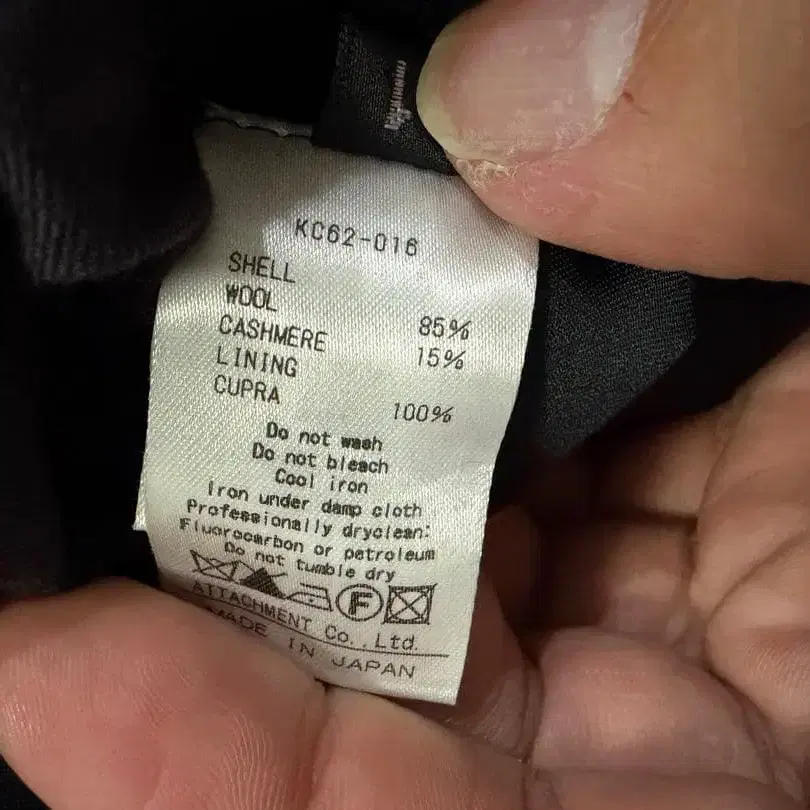 1
KC62-016
SHELL
WOOL 85%
CASHMERE 15%
LINING
CUPRA 100%
Do not wash
Do not bleach
Cool iron
Iron under damp cloth
Professionally dryclean:
Fluorocarbon or petroleum
Do not tumble dry
F
ATTACHMENT Co.,Ltd.
MADE IN JAPAN